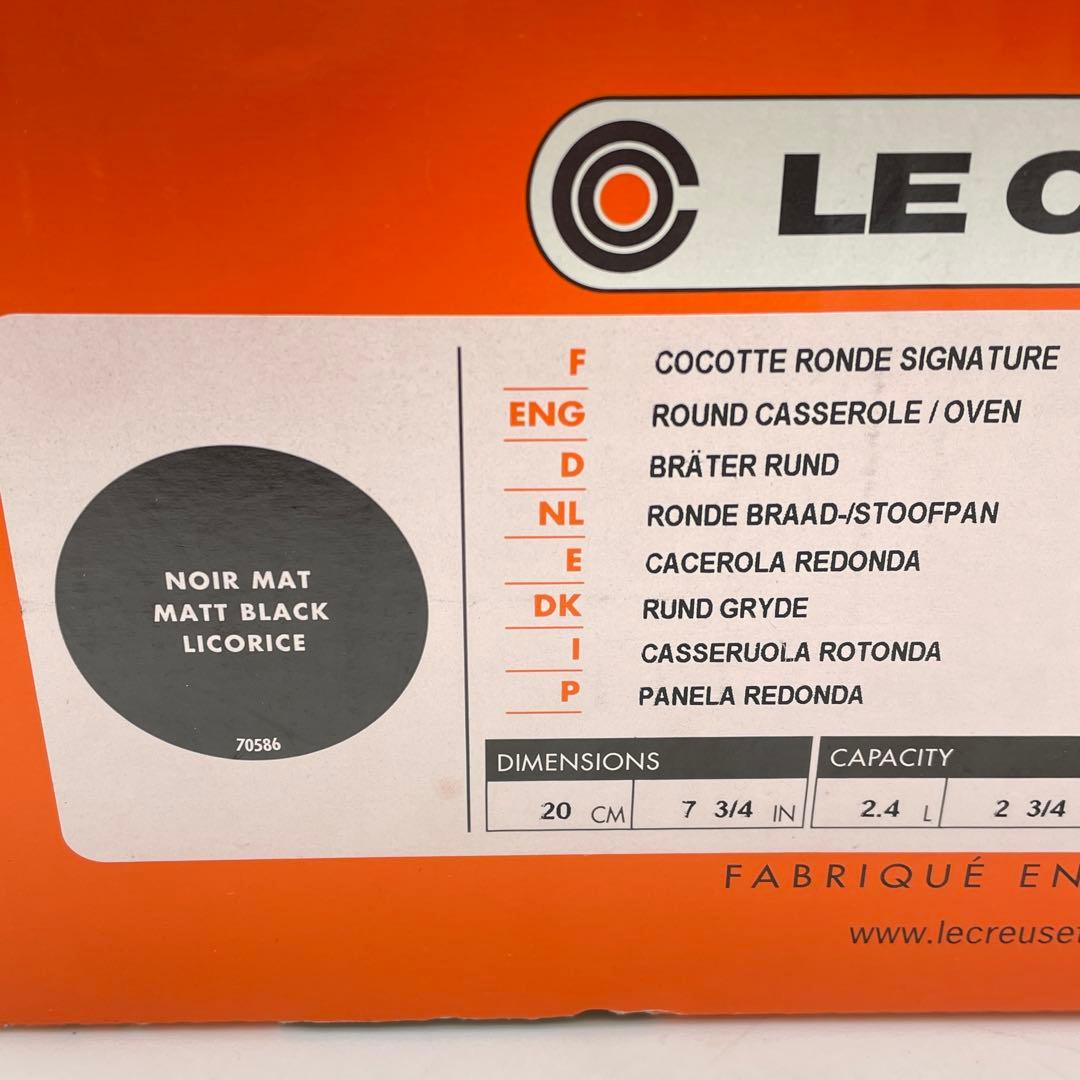 LE C
F COCOTTE RONDE SIGNATURE
ENG ROUND CASSEROLE / OVEN
D BRÄTER RUND
NL RONDE BRAAD-/STOOFPAN
E CACEROLA REDONDA
DK RUND GRYDE
I CASSERUOLA ROTONDA
P PANELA REDONDA
NOIR MAT
MATT BLACK
LICORICE
70586
DIMENSIONS CAPACITY
20 CM 7 3/4 IN 2.4 L 2 3/4
FABRIQUÉ EN
www.lecreuset